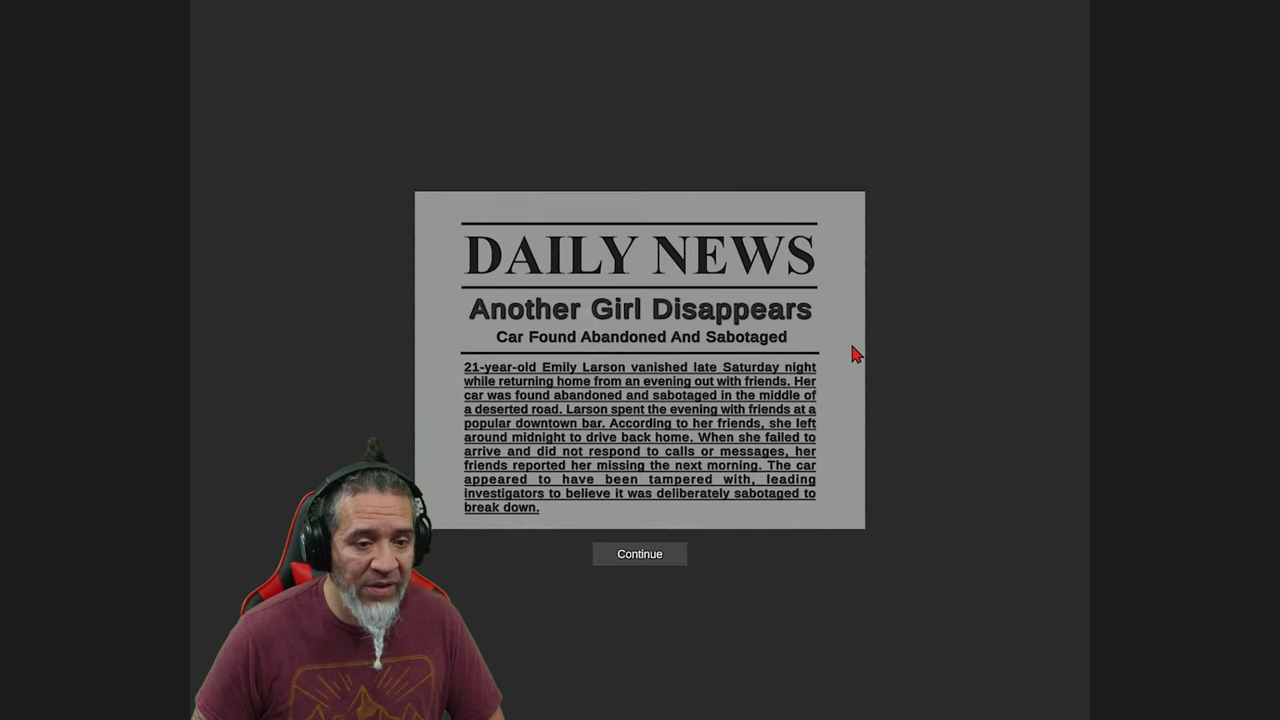 DAILY NEWS
Another Girl Disappears
Car Found Abandoned And Sabotaged
21-year-old Emily Larson vanished late Saturday night
while returning home from an evening out with friends. Her
car was found abandoned and sabotaged in the middle of
a deserted road. Larson spent the evening with friends at a
popular downtown bar. According to her friends, she left
around midnight to drive back home. When she failed to
arrive and did not respond to calls or messages, her
friends reported her missing the next morning. The car
appeared to have been tampered with, leading
investigators to believe it was deliberately sabotaged to
break down.
Continue